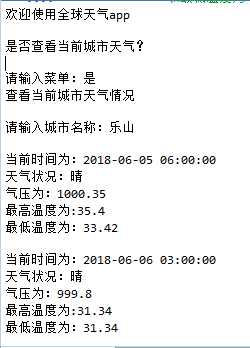 欢迎使用全球天气app
是否查看当前城市天气?
请输入菜单: 是
查看当前城市天气情况
请输入城市名称: 乐山
当前时间为: 2018-06-05 06:00:00
天气状况: 晴
气压为: 1000.35
最高温度为:35.4
最低温度为: 33.42
当前时间为: 2018-06-06 03:00:00
天气状况: 晴
气压为: 999.8
最高温度为:31.34
最低温度为: 31.34